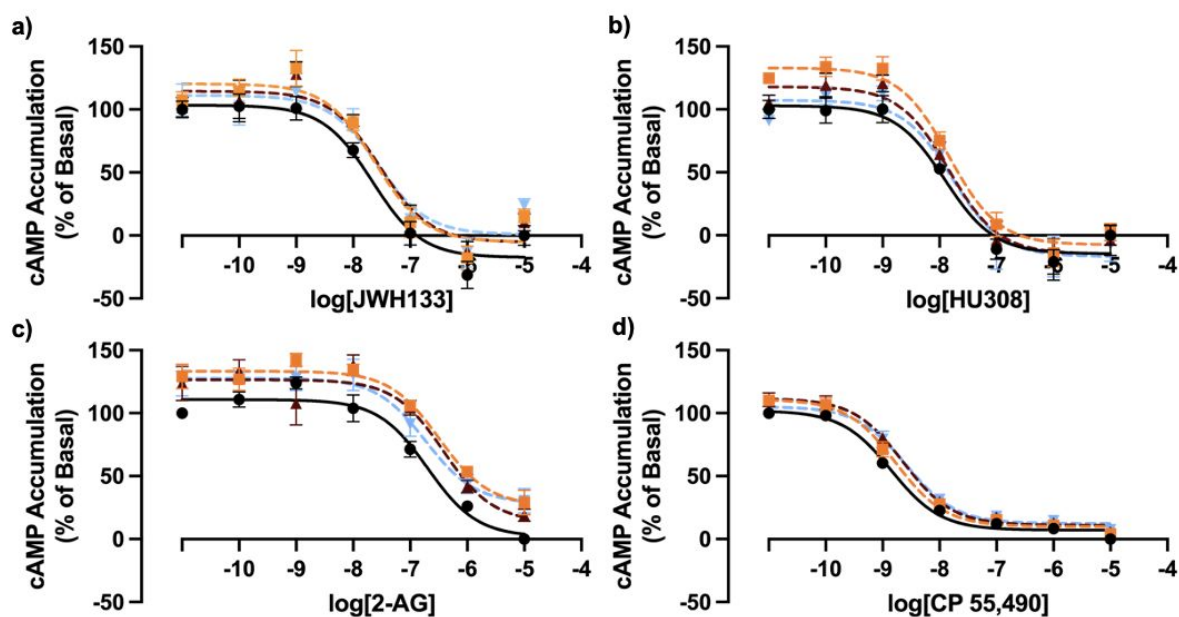 a)
cAMP Accumulation
(% of Basal)
150
100
50
0
-50
-10 -9 -8 -7 -6 -5 -4
log[JWH133]
b)
cAMP Accumulation
(% of Basal)
150
100
50
0
-50
-10 -9 -8 -7 -6 -5 -4
log[HU308]
c)
cAMP Accumulation
(% of Basal)
150
100
50
0
-50
-10 -9 -8 -7 -6 -5 -4
log[2-AG]
d)
cAMP Accumulation
(% of Basal)
150
100
50
0
-50
-10 -9 -8 -7 -6 -5 -4
log[CP 55,490]